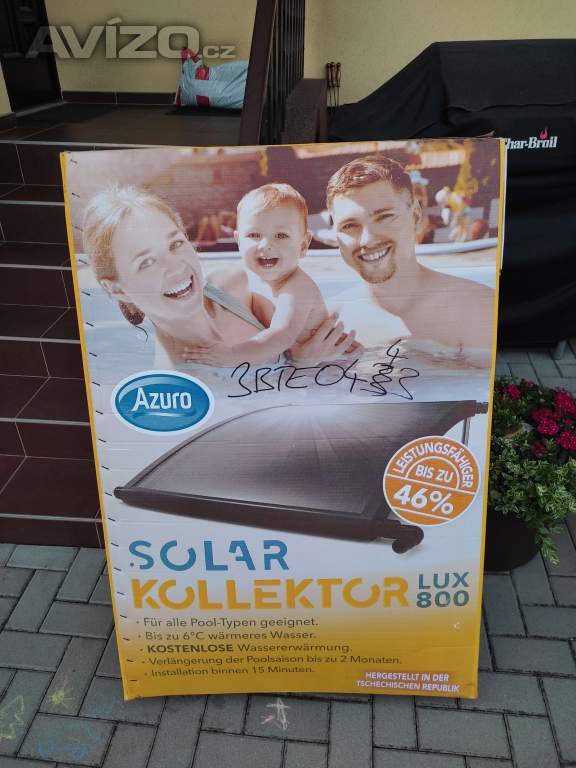 AVÍZO.cz
Char-Broil
3BTE04
Azuro
LEISTUNGSFÄHIGER
BIS ZU
46%
SOLAR
KOLLEKTOR LUX 800
· Für alle Pool-Typen geeignet.
· Bis zu 6°C wärmeres Wasser.
· KOSTENLOSE Wassererwärmung.
· Verlängerung der Poolsaison bis zu 2 Monaten.
· Installation binnen 15 Minuten.
HERGESTELLT IN DER
TSCHECHISCHEN REPUBLIK